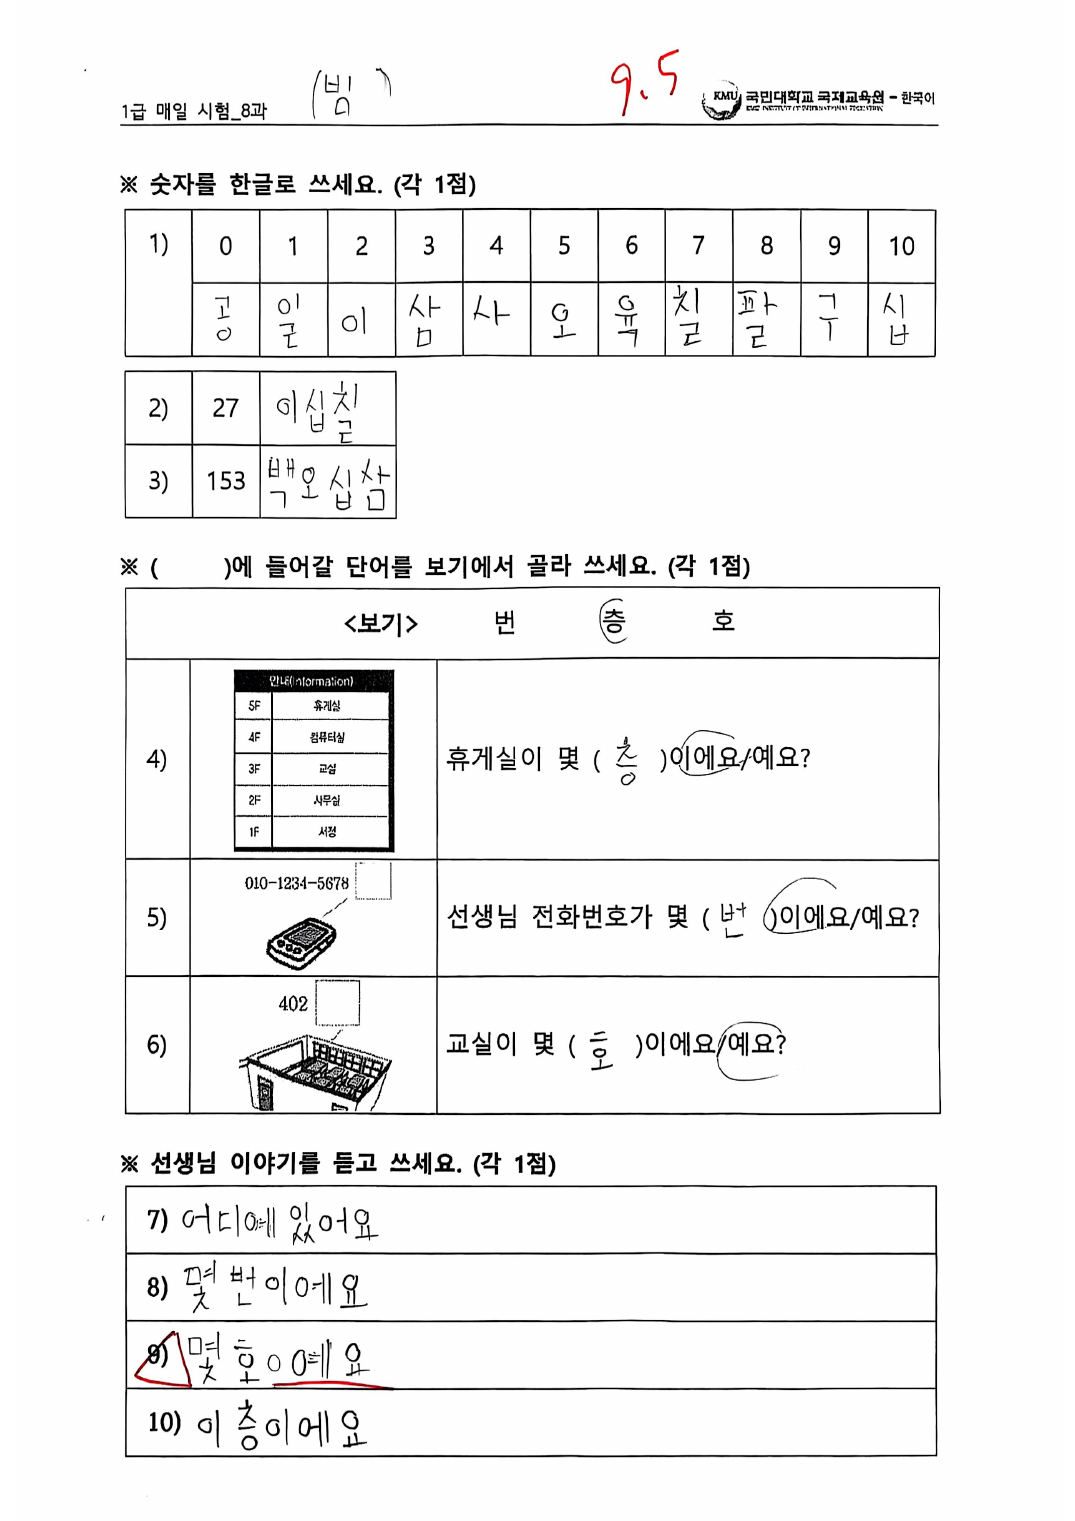 1급 매일 시험_8과
(빔)
9.5
KMU 국민대학교 국제교육원 - 한국어
※ 숫자를 한글로 쓰세요. (각 1점)
1) 0 1 2 3 4 5 6 7 8 9 10
공 일 이 삼 사 오 육 칠 팔 구 십
2) 27 이십칠
3) 153 백오십삼
※ ( )에 들어갈 단어를 보기에서 골라 쓰세요. (각 1점)
<보기> 번 층 호
안내(Information)
5F 휴게실
4F 컴퓨터실
3F 교실
2F 사무실
1F 서점
4) 휴게실이 몇 ( 층 )이에요/예요?
010-1234-5678
5) 선생님 전화번호가 몇 ( 번 )이에요/예요?
402
6) 교실이 몇 ( 호 )이에요/예요?
※ 선생님 이야기를 듣고 쓰세요. (각 1점)
7) 어디에 있어요
8) 몇 번이에요
9) 몇 호 예요
10) 이 층이에요